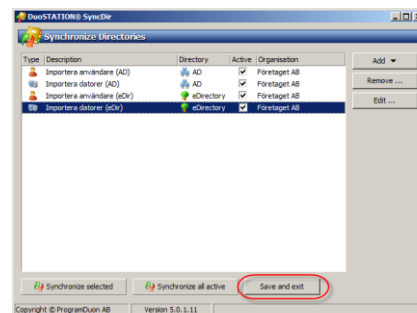 DuoSTATION® SyncDir
Synchronize Directories
Type Description Directory Active Organisation
Importera användare (AD) AD Företaget AB
Importera datorer (AD) AD Företaget AB
Importera användare (eDir) eDirectory Företaget AB
Importera datorer (eDir) eDirectory Företaget AB
Add
Remove ...
Edit ...
Synchronize selected Synchronize all active Save and exit
Copyright © ProgramDuon AB Version 5.0.1.11